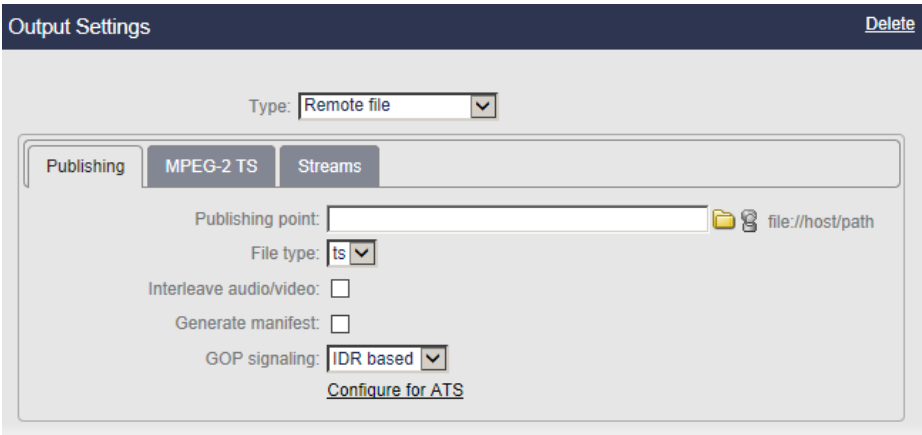 Output Settings Delete
Type: Remote file
Publishing MPEG-2 TS Streams
Publishing point: file://host/path
File type: ts
Interleave audio/video:
Generate manifest:
GOP signaling: IDR based
Configure for ATS